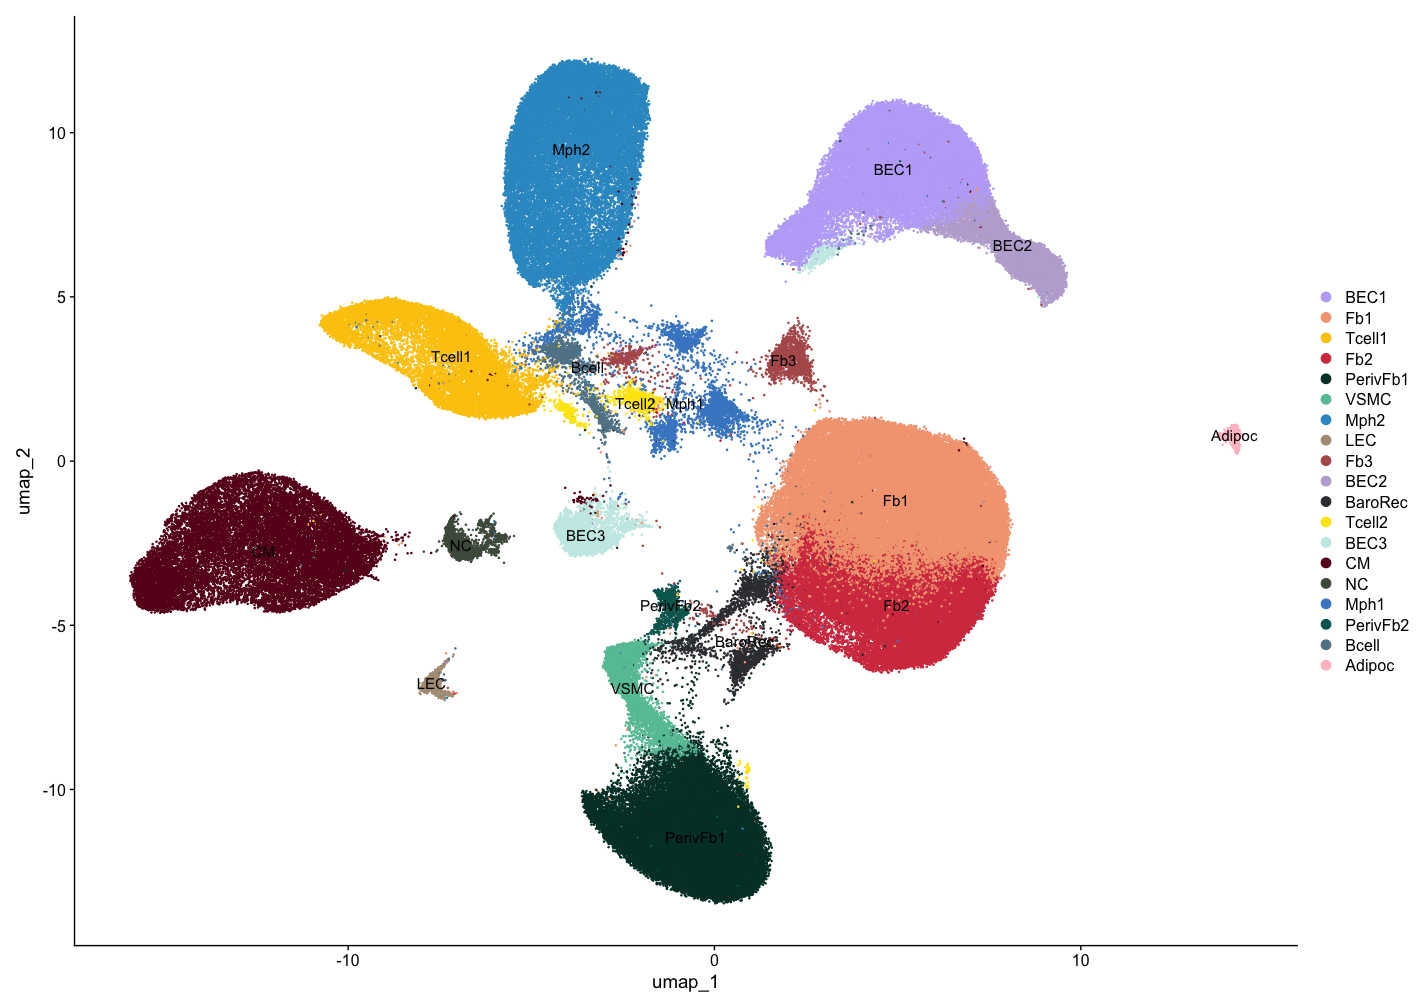 Mph2
BEC1
BEC2
Tcell1
Bcell
Fb3
Tcell2
Mph1
Adipoc
Fb1
CM
NC
BEC3
PerivFb2
Fb2
BaroRec
LEC
VSMC
PerivFb1
10
5
0
-5
-10
umap_2
-10
0
10
umap_1
BEC1
Fb1
Tcell1
Fb2
PerivFb1
VSMC
Mph2
LEC
Fb3
BEC2
BaroRec
Tcell2
BEC3
CM
NC
Mph1
PerivFb2
Bcell
Adipoc